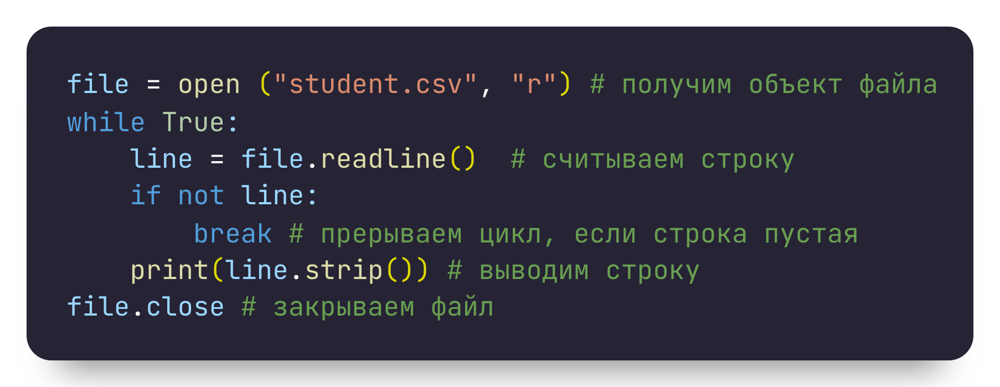 file = open ("student.csv", "r") # получим объект файла
while True:
    line = file.readline()  # считываем строку
    if not line:
        break # прерываем цикл, если строка пустая
    print(line.strip()) # выводим строку
file.close # закрываем файл